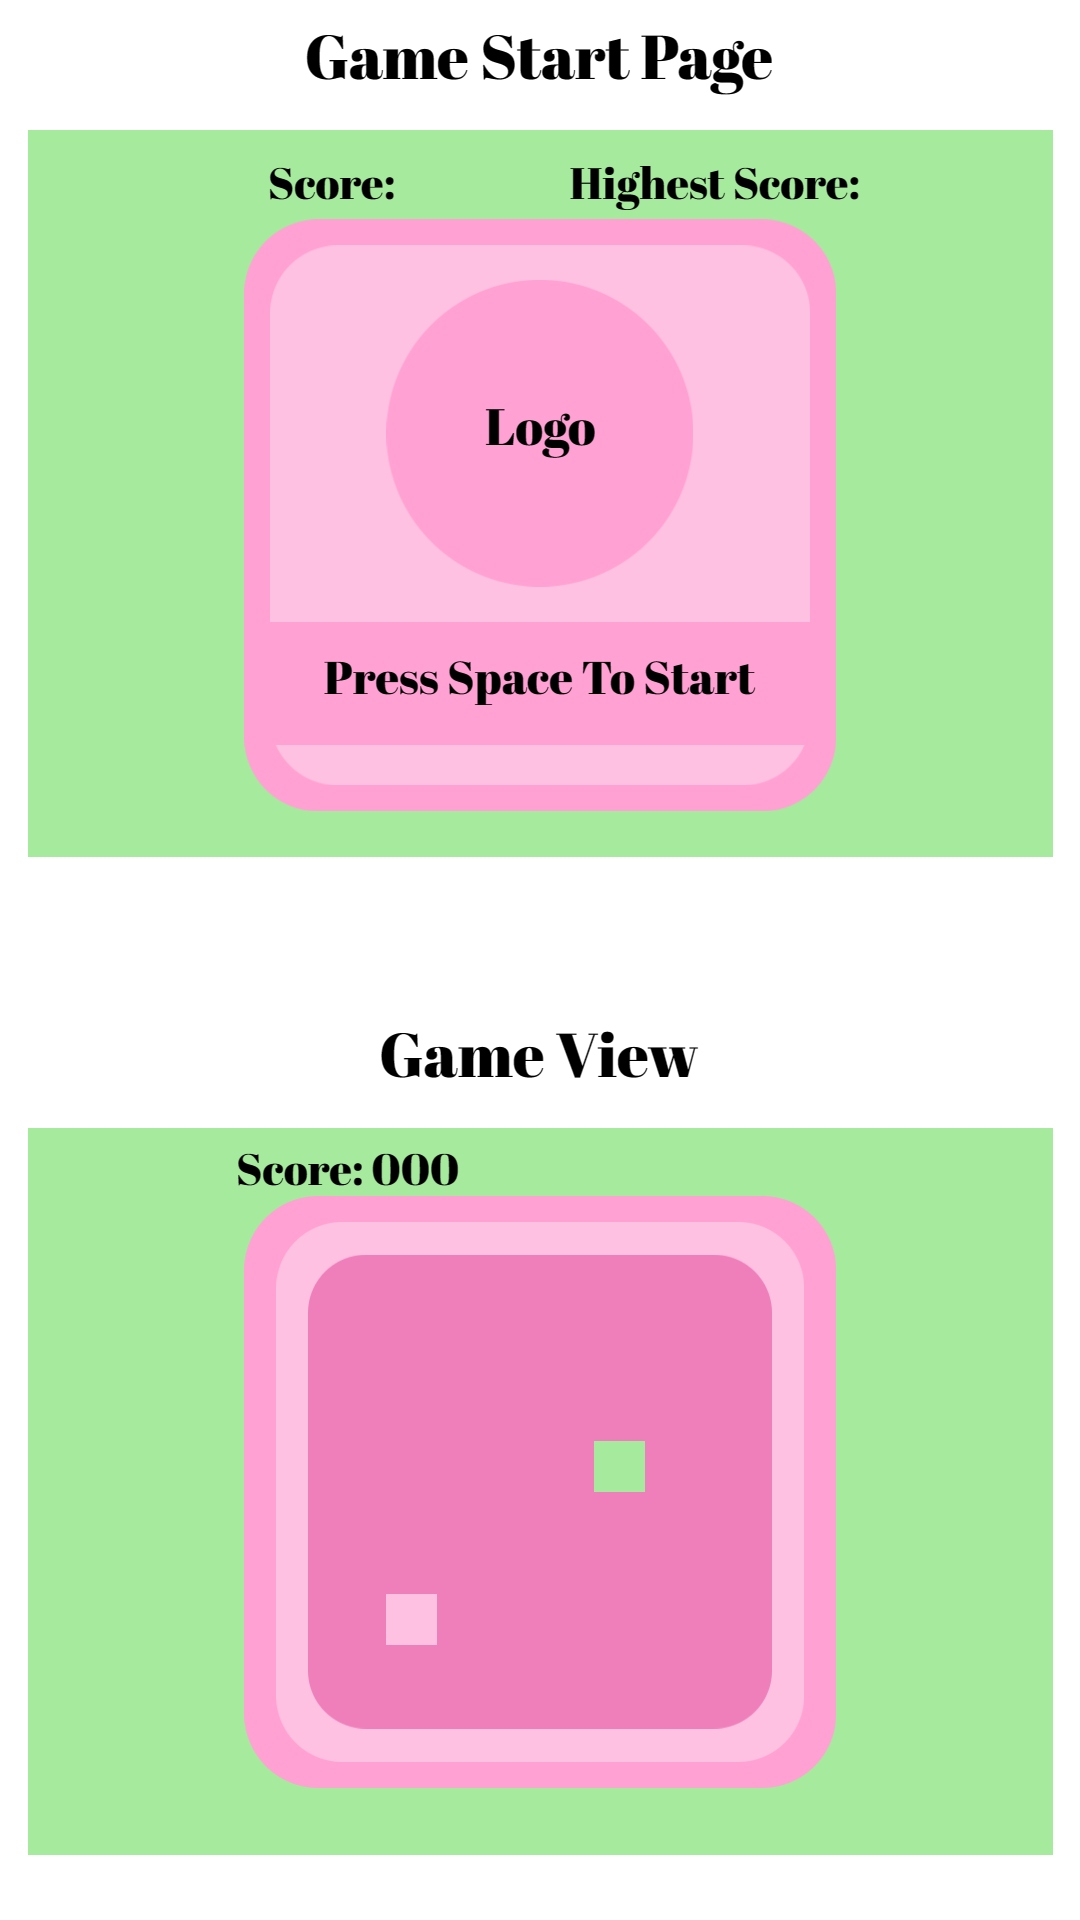 Game Start Page
Score: Highest Score:
Logo
Press Space To Start
Game View
Score: 000